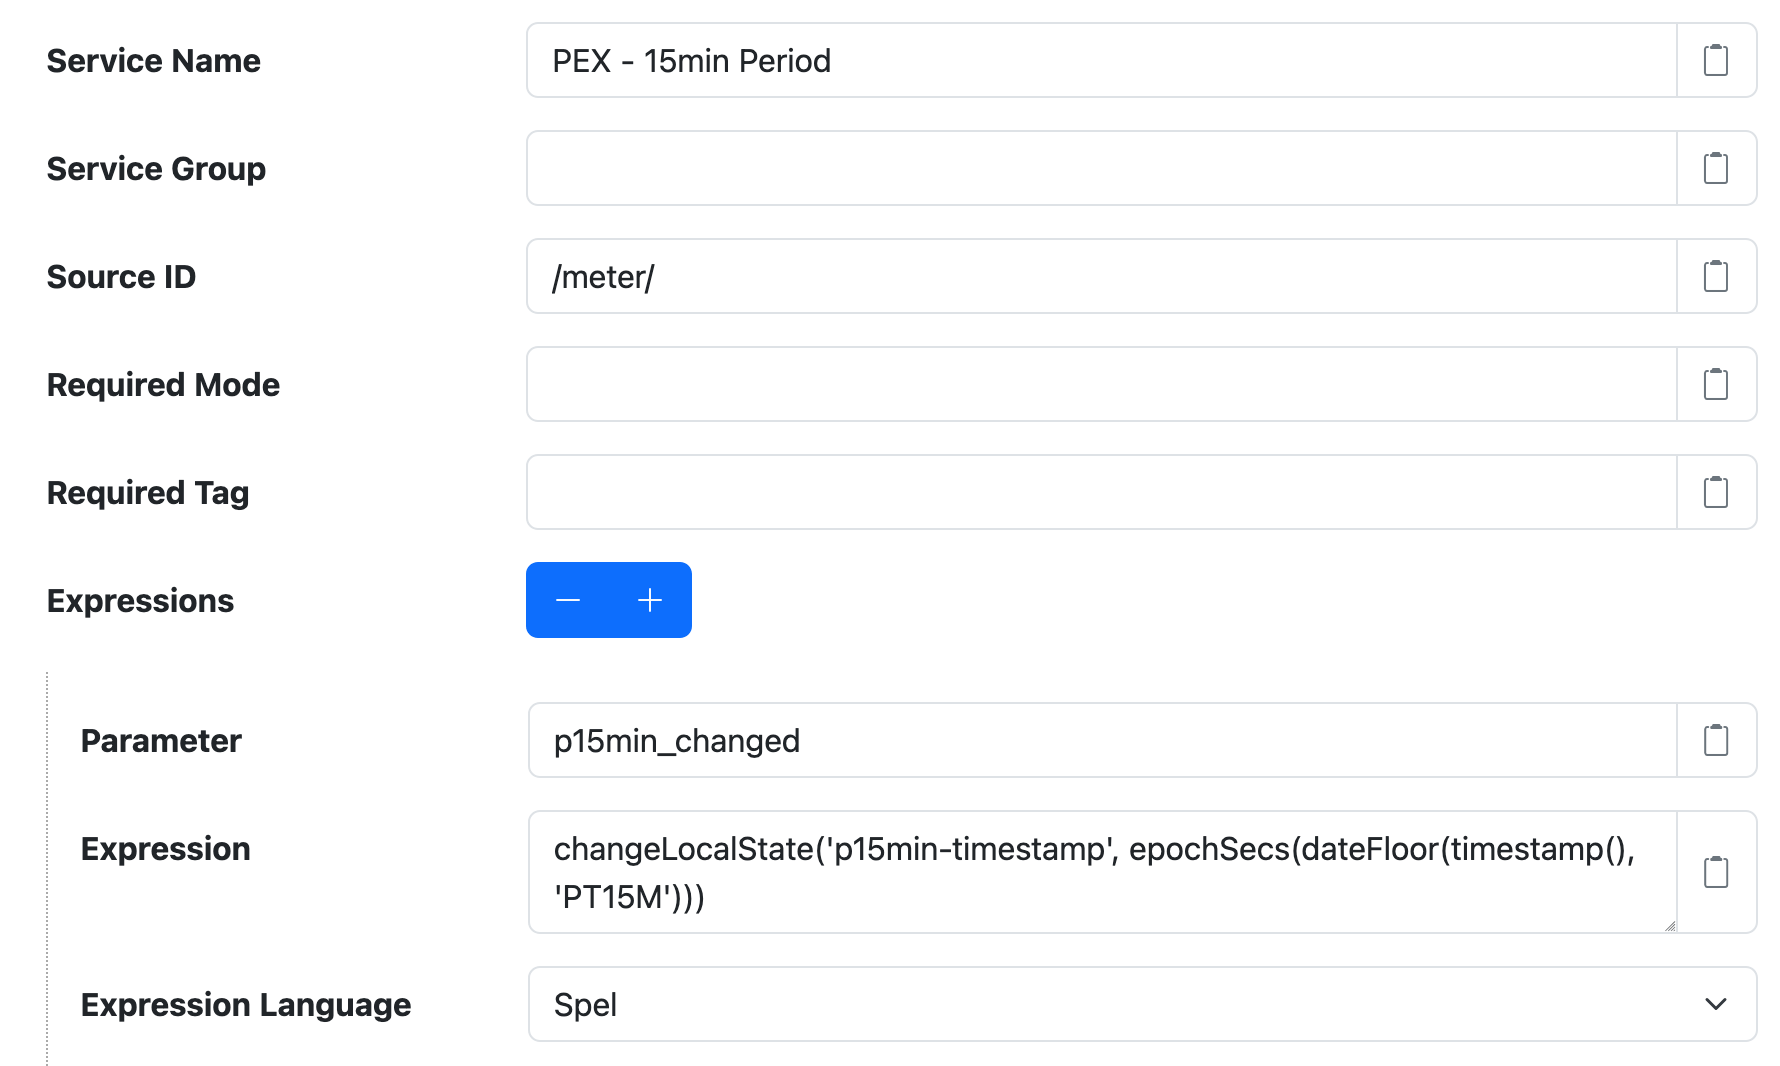 Service Name
PEX - 15min Period
Service Group
Source ID
/meter/
Required Mode
Required Tag
Expressions
Parameter
p15min_changed
Expression
changeLocalState('p15min-timestamp', epochSecs(dateFloor(timestamp(),
'PT15M')))
Expression Language
Spel